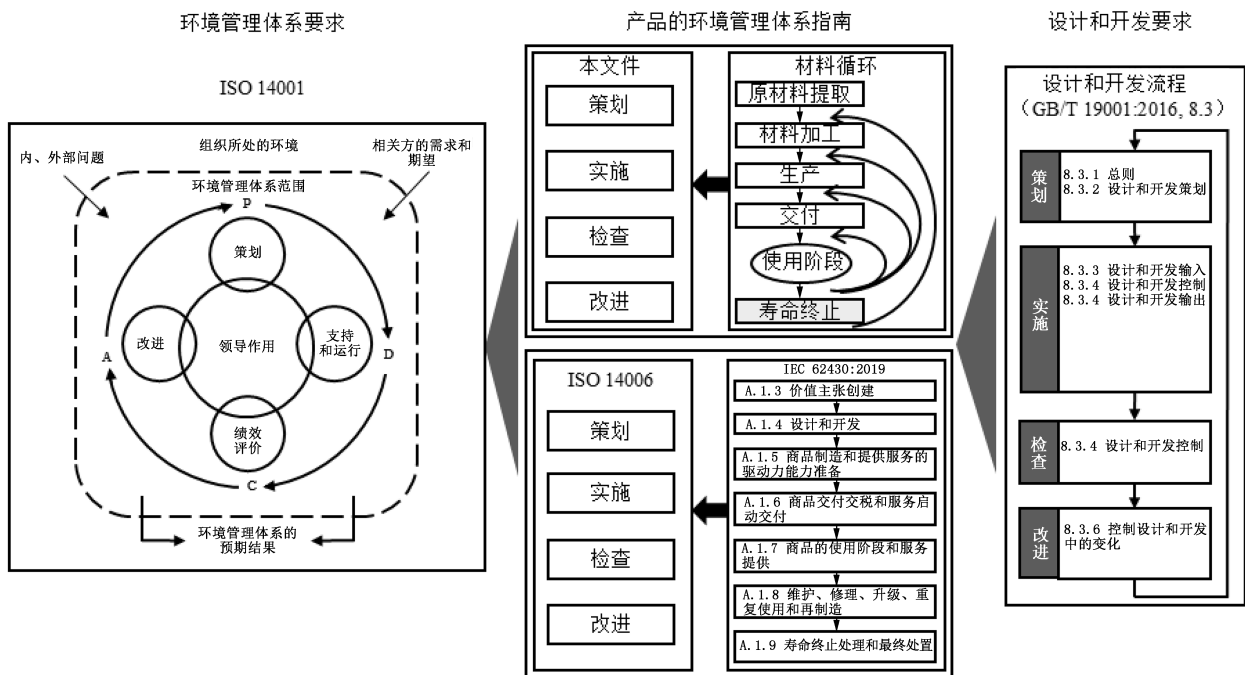 环境管理体系要求
产品的环境管理体系指南
设计和开发要求
ISO 14001
组织所处的环境
内、外部问题
相关方的需求和
期望
环境管理体系范围
P
策划
改进
领导作用
支持
和运行
A
D
绩效
评价
C
环境管理体系的
预期结果
本文件
策划
实施
检查
改进
材料循环
原材料提取
材料加工
生产
交付
使用阶段
寿命终止
ISO 14006
策划
实施
检查
改进
IEC 62430:2019
A.1.3 价值主张创建
A.1.4 设计和开发
A.1.5 商品制造和提供服务的
驱动力能力准备
A.1.6 商品交付交税和服务启
动交付
A.1.7 商品的使用阶段和服务
提供
A.1.8 维护、修理、升级、重
复使用和再制造
A.1.9 寿命终止处理和最终处置
设计和开发流程
（GB/T 19001:2016, 8.3）
策划
8.3.1 总则
8.3.2 设计和开发策划
实施
8.3.3 设计和开发输入
8.3.4 设计和开发控制
8.3.4 设计和开发输出
检查
8.3.4 设计和开发控制
改进
8.3.6 控制设计和开发
中的变化